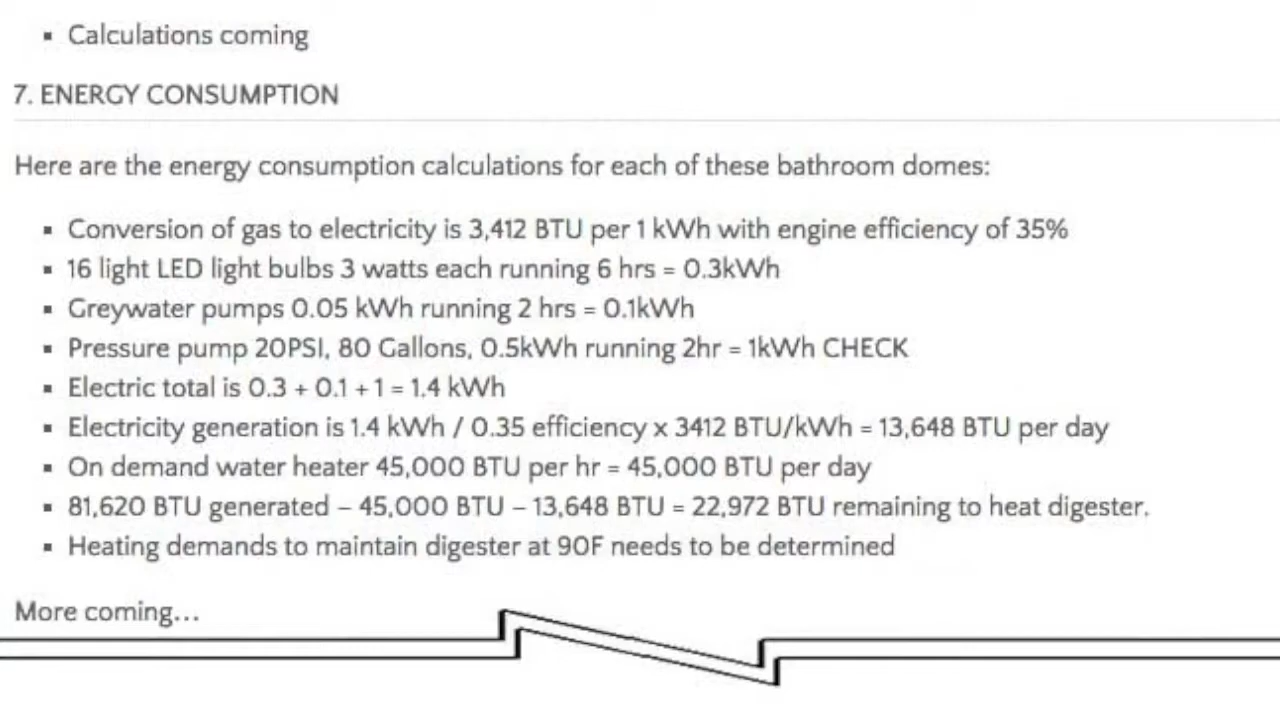 ▪ Calculations coming
7. ENERGY CONSUMPTION
Here are the energy consumption calculations for each of these bathroom domes:
▪ Conversion of gas to electricity is 3,412 BTU per 1 kWh with engine efficiency of 35%
▪ 16 light LED light bulbs 3 watts each running 6 hrs = 0.3kWh
▪ Greywater pumps 0.05 kWh running 2 hrs = 0.1kWh
▪ Pressure pump 20PSI, 80 Gallons, 0.5kWh running 2hr = 1kWh CHECK
▪ Electric total is 0.3 + 0.1 + 1 = 1.4 kWh
▪ Electricity generation is 1.4 kWh / 0.35 efficiency x 3412 BTU/kWh = 13,648 BTU per day
▪ On demand water heater 45,000 BTU per hr = 45,000 BTU per day
▪ 81,620 BTU generated – 45,000 BTU – 13,648 BTU = 22,972 BTU remaining to heat digester.
▪ Heating demands to maintain digester at 90F needs to be determined
More coming...